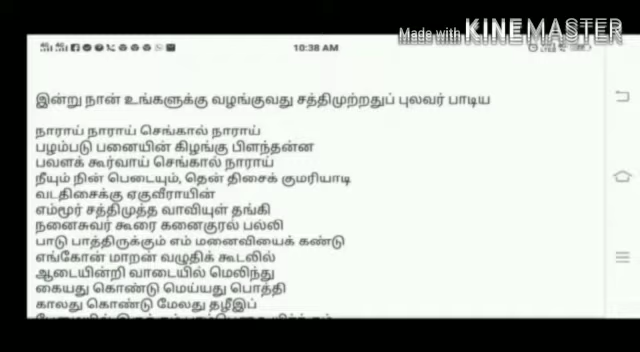 Made with KINEMASTER
10:38 AM
இன்று நான் உங்களுக்கு வழங்குவது சத்திமுற்றதுப் புலவர் பாடிய
நாராய் நாராய் செங்கால் நாராய்
பழம்படு பனையின் கிழங்கு பிளந்தன்ன
பவளக் கூர்வாய் செங்கால் நாராய்
நீயும் நின் பெடையும், தென் திசைக் குமரியாடி
வடதிசைக்கு ஏகுவீராயின்
எம்மூர் சத்திமுத்த வாவியுள் தங்கி
நனைசுவர் கூரை கனைகுரல் பல்லி
பாடு பாத்திருக்கும் எம் மனைவியைக் கண்டு
எங்கோன் மாறன் வழுதிக் கூடலில்
ஆடையின்றி வாடையில் மெலிந்து
கையது கொண்டு மெய்யது பொத்தி
காலது கொண்டு மேலது தழீஇப்